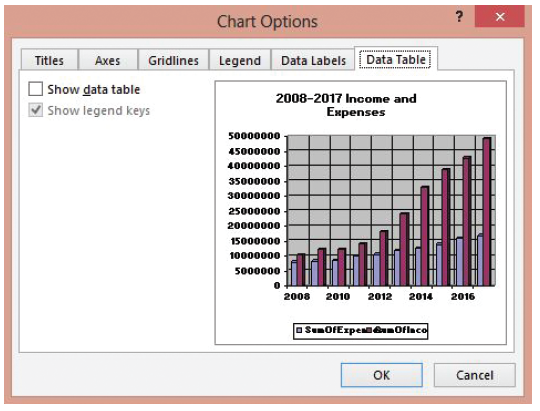 Chart Options
? ×
Titles Axes Gridlines Legend Data Labels Data Table
Show data table
Show legend keys
2008-2017 Income and
Expenses
50000000
45000000
40000000
35000000
30000000
25000000
20000000
15000000
10000000
5000000
0
2008 2010 2012 2014 2016
SumOfExpen SumOfInco
OK Cancel